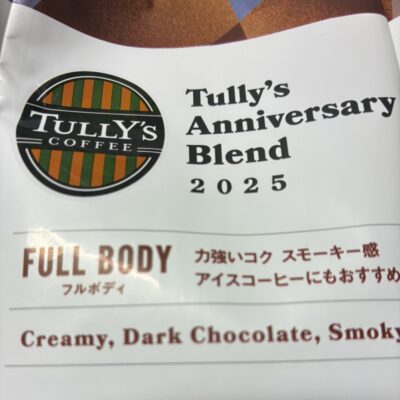 TULLY'S
COFFEE
Tully's
Anniversary
Blend
2025
FULL BODY
フルボディ
力強いコク スモーキー感
アイスコーヒーにもおすすめ
Creamy, Dark Chocolate, Smoky